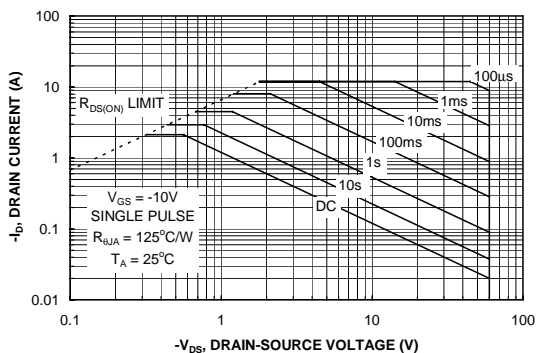 100
10
1
0.1
0.01
-I_D, DRAIN CURRENT (A)
R_DS(ON) LIMIT
100µs
1ms
10ms
100ms
1s
10s
DC
V_GS = -10V
SINGLE PULSE
R_θJA = 125°C/W
T_A = 25°C
0.1
1
10
100
-V_DS, DRAIN-SOURCE VOLTAGE (V)